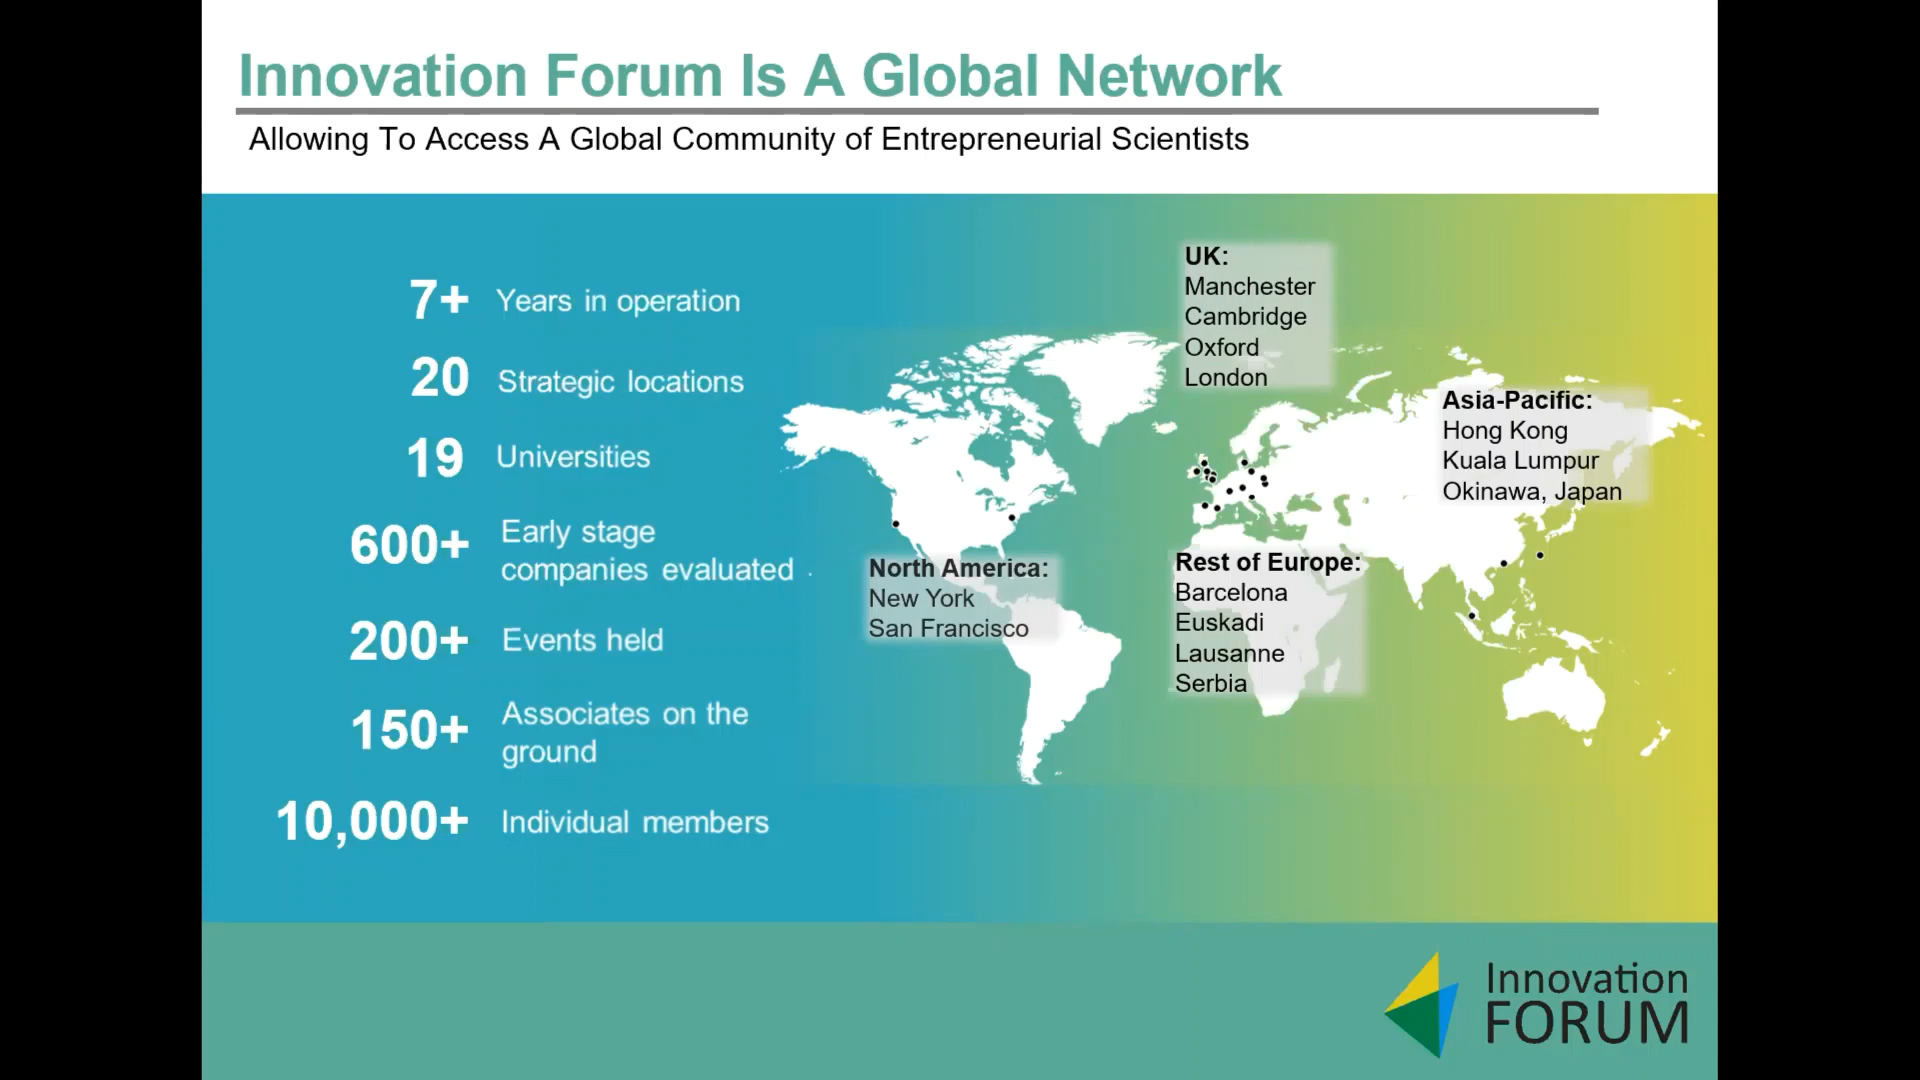 Innovation Forum Is A Global Network
Allowing To Access A Global Community of Entrepreneurial Scientists
7+ Years in operation
20 Strategic locations
19 Universities
600+ Early stage
companies evaluated
200+ Events held
150+ Associates on the
ground
10,000+ Individual members
UK:
Manchester
Cambridge
Oxford
London
Asia-Pacific:
Hong Kong
Kuala Lumpur
Okinawa, Japan
North America:
New York
San Francisco
Rest of Europe:
Barcelona
Euskadi
Lausanne
Serbia
Innovation
FORUM